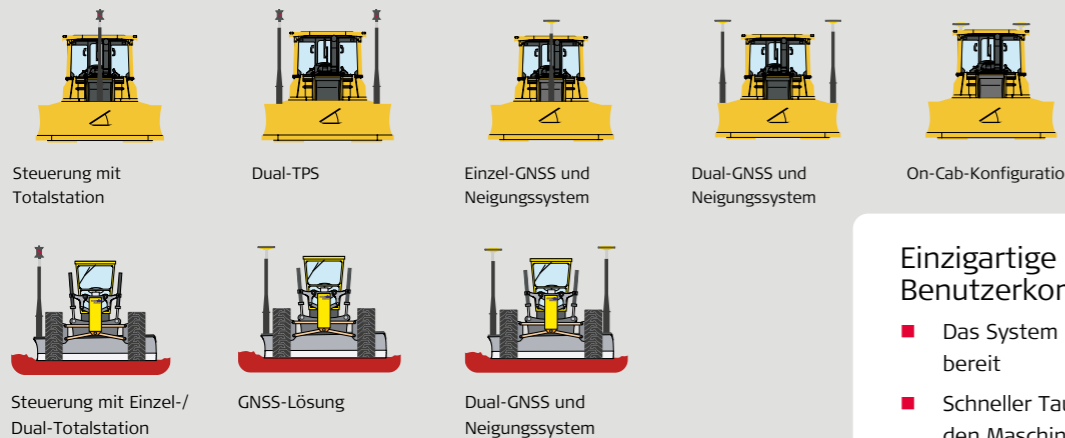 Steuerung mit
Totalstation
Dual-TPS
Einzel-GNSS und
Neigungssystem
Dual-GNSS und
Neigungssystem
On-Cab-Konfiguratio
Steuerung mit Einzel-/
Dual-Totalstation
GNSS-Lösung
Dual-GNSS und
Neigungssystem
Einzigartige
Benutzerkon
Das System
bereit
Schneller Tau
den Maschin